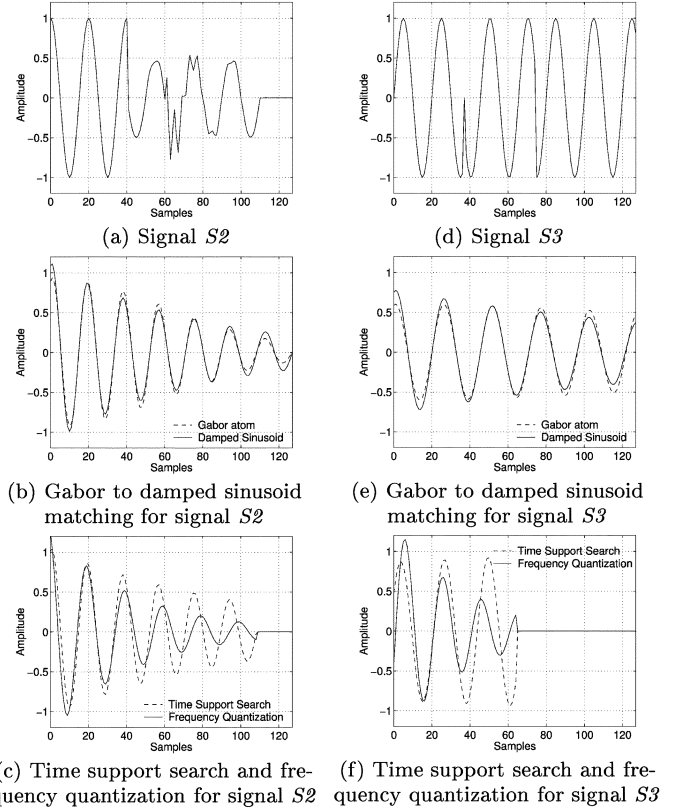 1
0.5
0
−0.5
−1
Amplitude
0 20 40 60 80 100 120
Samples
(a) Signal S2
1
0.5
0
−0.5
−1
Amplitude
0 20 40 60 80 100 120
Samples
(d) Signal S3
1
0.5
0
−0.5
−1
Amplitude
Gabor atom
Damped Sinusoid
0 20 40 60 80 100 120
Samples
(b) Gabor to damped sinusoid
matching for signal S2
1
0.5
0
−0.5
−1
Amplitude
Gabor atom
Damped Sinusoid
0 20 40 60 80 100 120
Samples
(e) Gabor to damped sinusoid
matching for signal S3
1
0.5
0
−0.5
−1
Amplitude
Time Support Search
Frequency Quantization
0 20 40 60 80 100 120
Samples
(c) Time support search and fre-
quency quantization for signal S2
1
0.5
0
−0.5
−1
Amplitude
Time Support Search
Frequency Quantization
0 20 40 60 80 100 120
Samples
(f) Time support search and fre-
quency quantization for signal S3